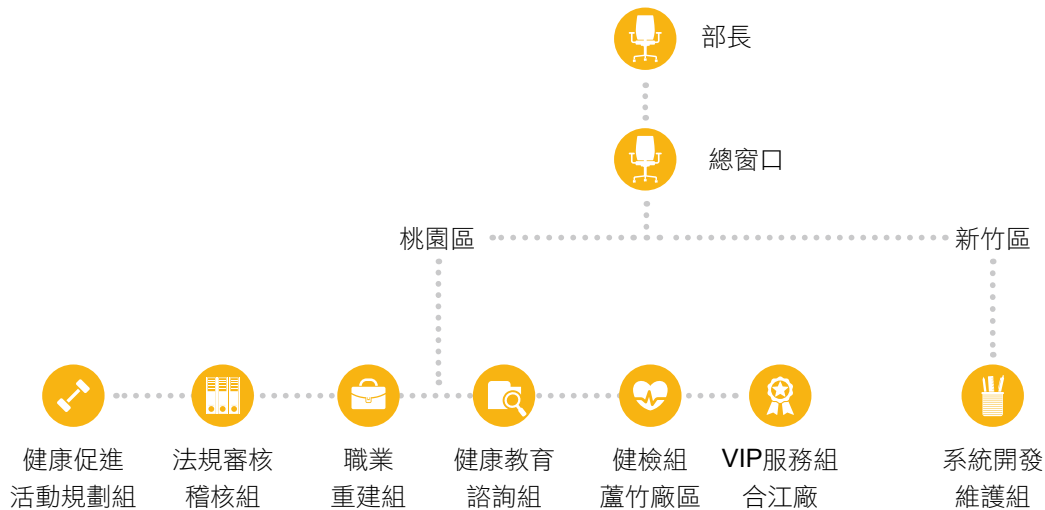 部長
總窗口
桃園區
新竹區
健康促進
活動規劃組
法規審核
稽核組
職業
重建組
健康教育
諮詢組
健檢組
蘆竹廠區
VIP服務組
合江廠
系統開發
維護組